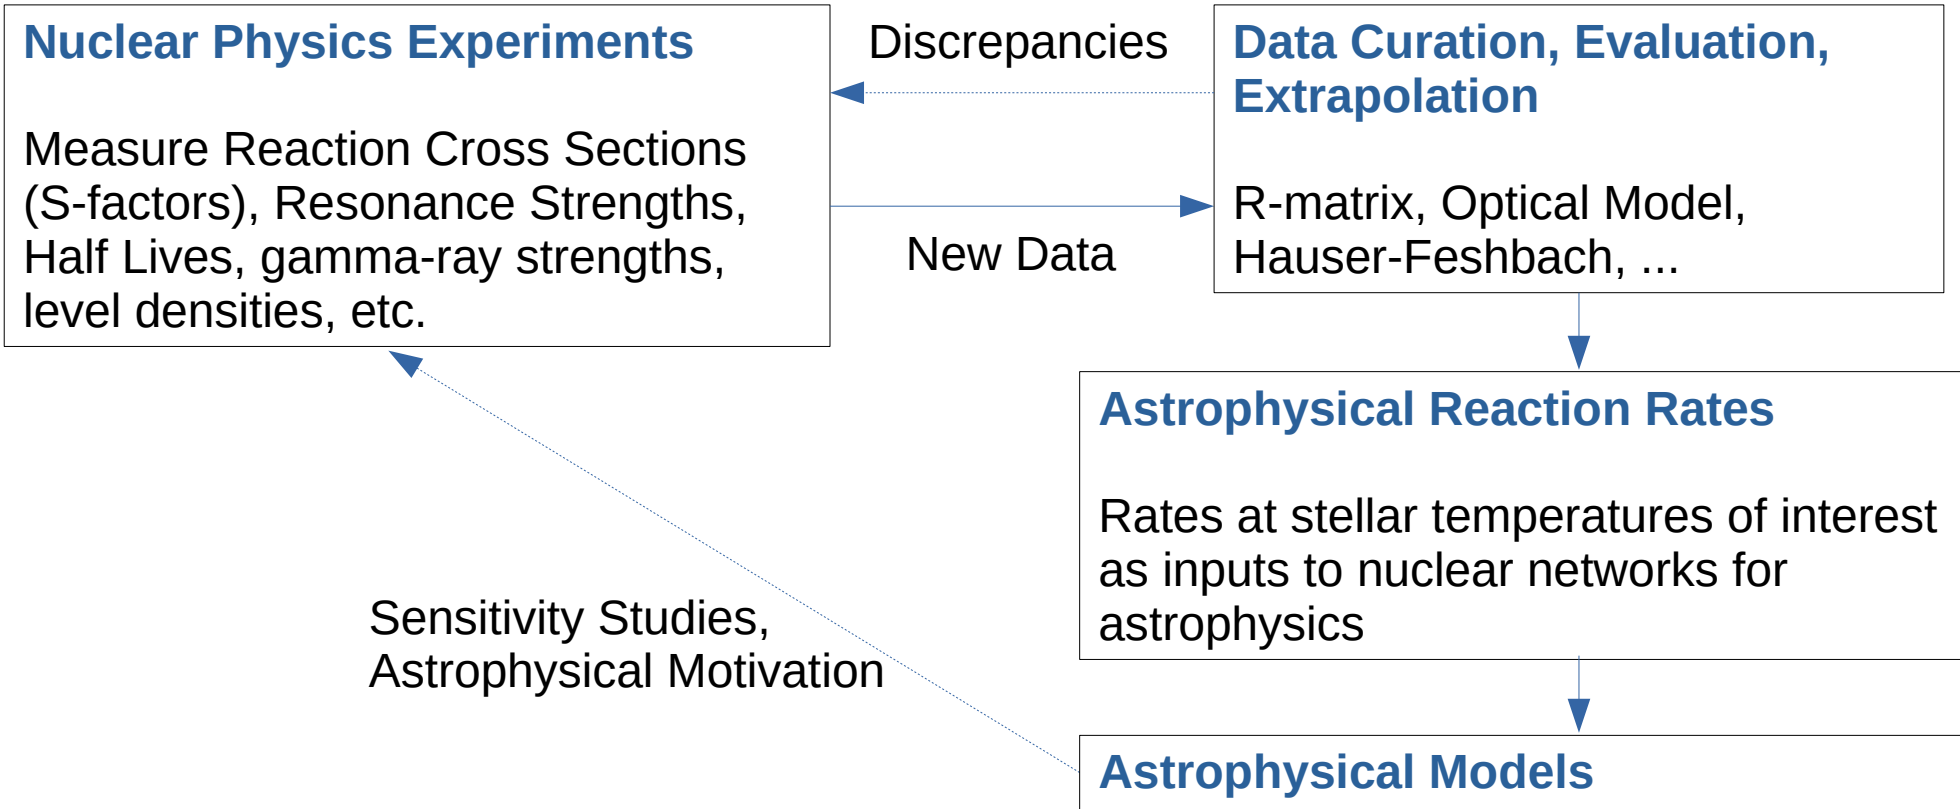 Nuclear Physics Experiments
Measure Reaction Cross Sections
(S-factors), Resonance Strengths,
Half Lives, gamma-ray strengths,
level densities, etc.
Discrepancies
New Data
Data Curation, Evaluation,
Extrapolation
R-matrix, Optical Model,
Hauser-Feshbach, ...
Astrophysical Reaction Rates
Rates at stellar temperatures of interest
as inputs to nuclear networks for
astrophysics
Sensitivity Studies,
Astrophysical Motivation
Astrophysical Models